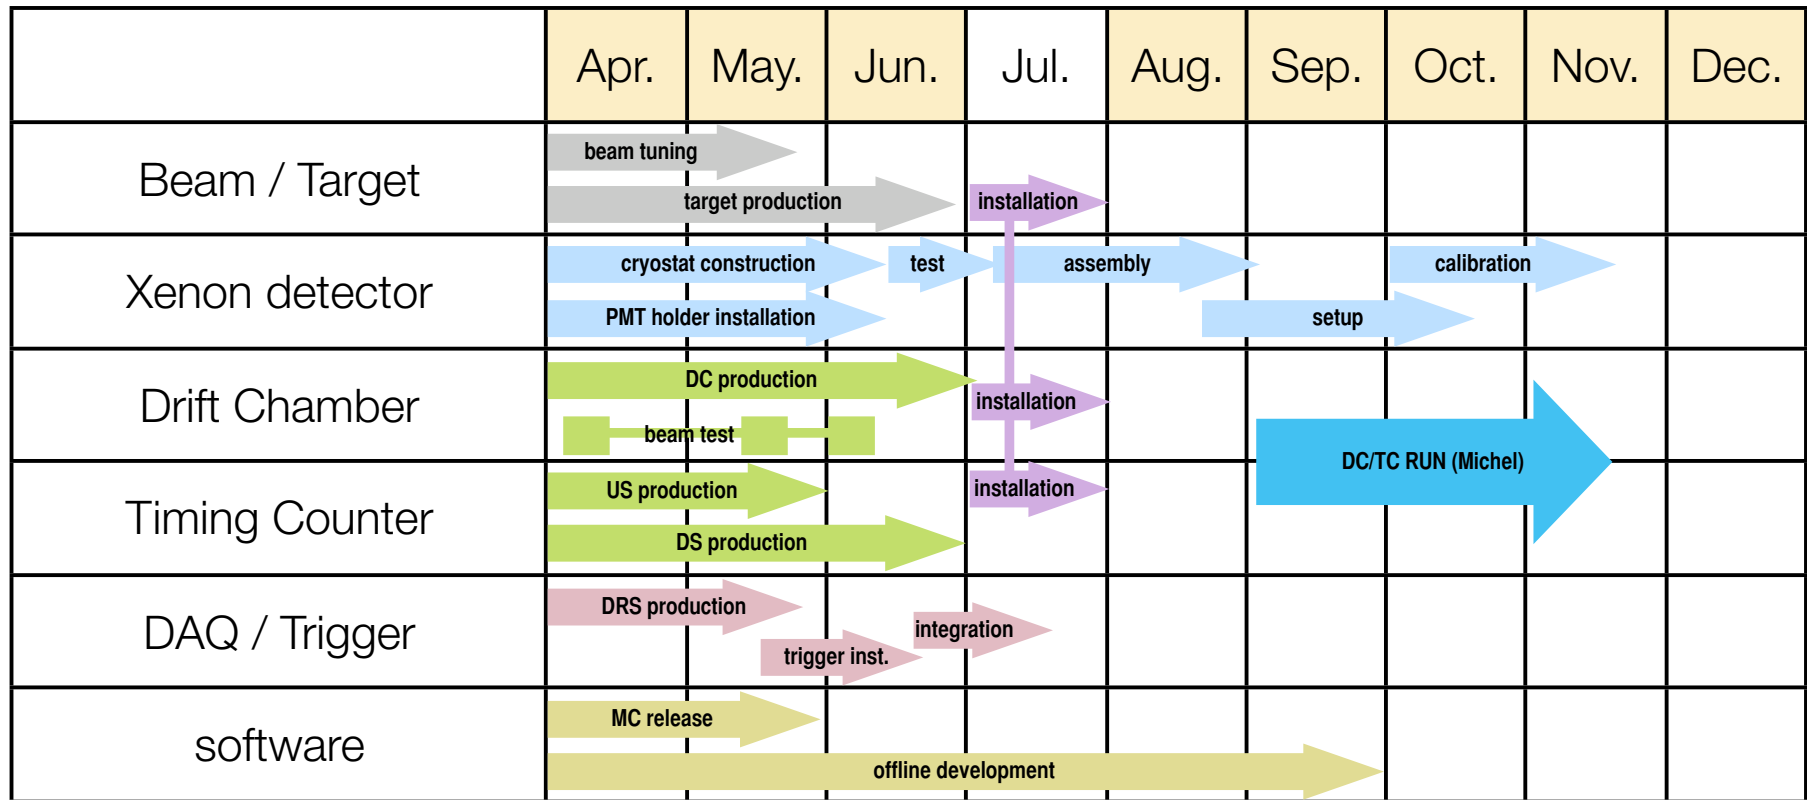 Apr. May. Jun. Jul. Aug. Sep. Oct. Nov. Dec.
Beam / Target
beam tuning
target production
installation
Xenon detector
cryostat construction
test
assembly
calibration
PMT holder installation
setup
Drift Chamber
DC production
installation
beam test
DC/TC RUN (Michel)
Timing Counter
US production
installation
DS production
DAQ / Trigger
DRS production
integration
trigger inst.
software
MC release
offline development